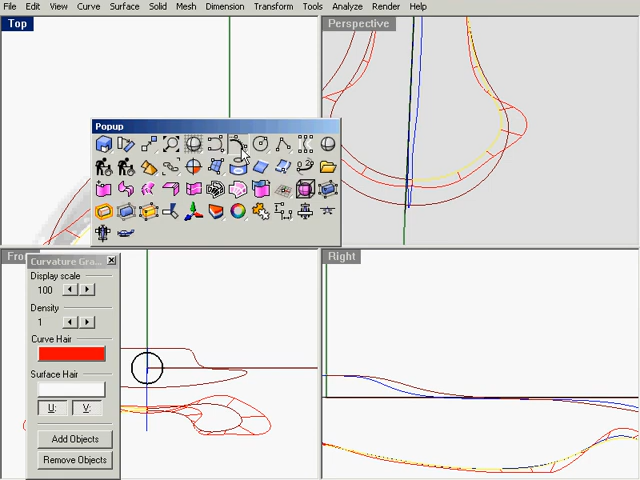 File Edit View Curve Surface Solid Mesh Dimension Transform Tools Analyze Render Help
Top
Perspective
Popup
Curvature Gra...
Display scale
100
Density
1
Curve Hair
Surface Hair
U: V:
Add Objects
Remove Objects
Right